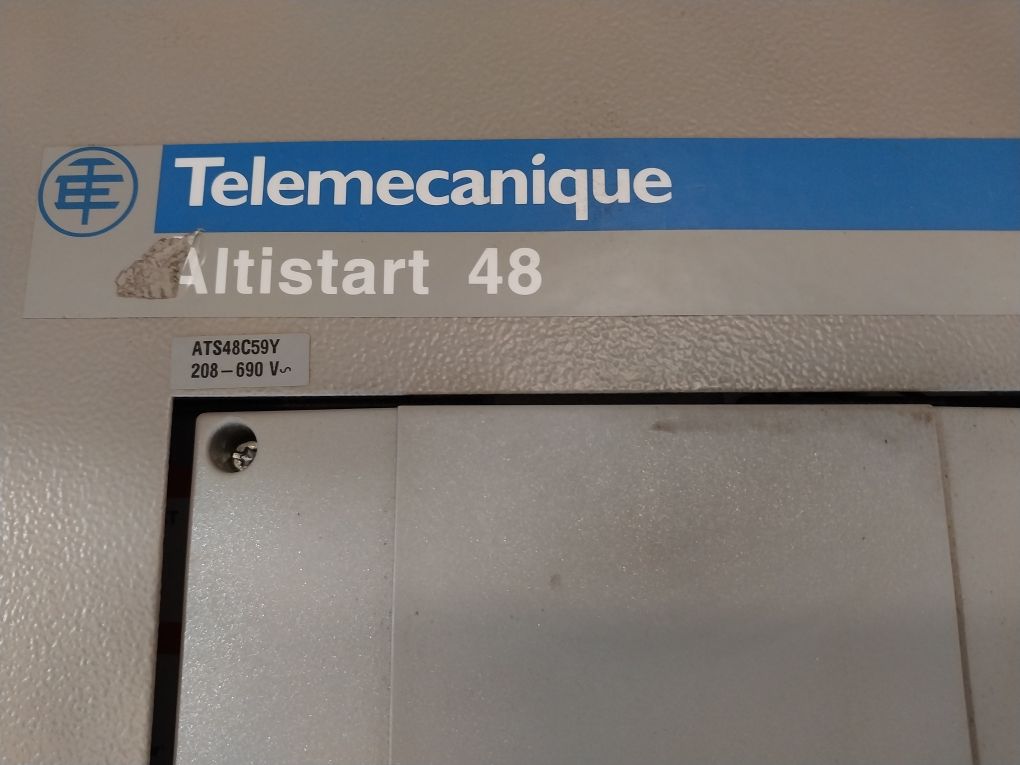 Telemecanique
Altistart 48
ATS48C59Y
208-690 V~